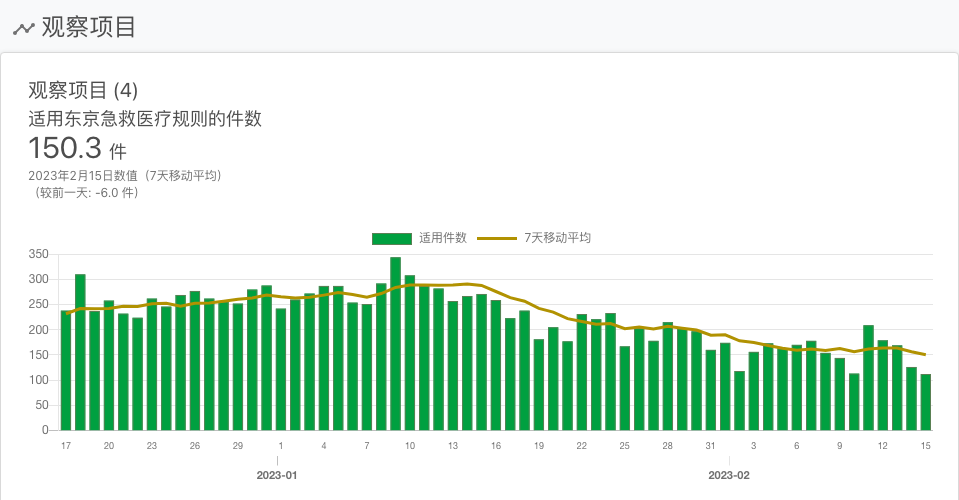 观察项目
观察项目 (4)
适用东京急救医疗规则的件数
150.3 件
2023年2月15日数值（7天移动平均）
（较前一天: -6.0 件）
适用件数 7天移动平均
350
300
250
200
150
100
50
0
17 20 23 26 29 1 4 7 10 13 16 19 22 25 28 31 3 6 9 12 15
2023-01 2023-02